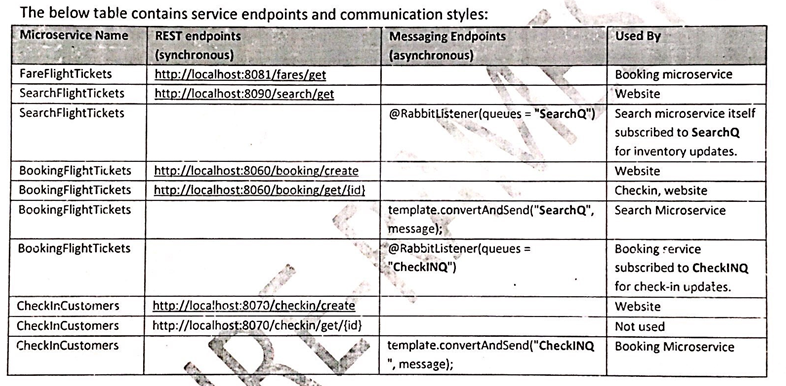 The below table contains service endpoints and communication styles:
Microservice Name REST endpoints Messaging Endpoints Used By
(synchronous) (asynchronous)
FareFlightTickets http://localhost:8081/fares/get Booking microservice
SearchFlightTickets http://localhost:8090/search/get Website
SearchFlightTickets @RabbitListener(queues = "SearchQ") Search microservice itself
subscribed to SearchQ
for inventory updates.
BookingFlightTickets http://localhost:8060/booking/create Website
BookingFlightTickets http://localhost:8060/booking/get/{id} Checkin, website
BookingFlightTickets template.convertAndSend("SearchQ", Search Microservice
message);
BookingFlightTickets @RabbitListener(queues = Booking service
"CheckINQ") subscribed to CheckINQ
for check-in updates.
CheckInCustomers http://localhost:8070/checkin/create Website
CheckInCustomers http://localhost:8070/checkin/get/{id} Not used
CheckInCustomers template.convertAndSend("CheckINQ Booking Microservice
", message);